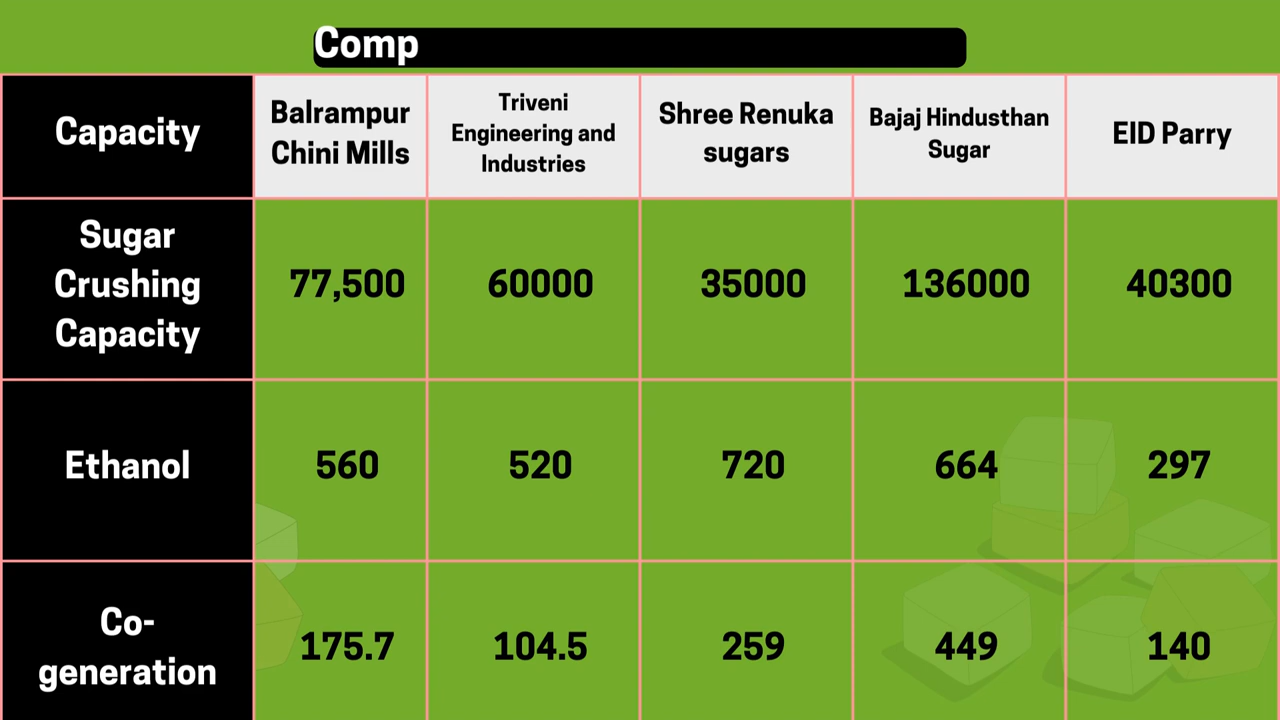 Comp
Capacity
Balrampur
Chini Mills
Triveni
Engineering and
Industries
Shree Renuka
sugars
Bajaj Hindusthan
Sugar
EID Parry
Sugar
Crushing
Capacity
77,500
60000
35000
136000
40300
Ethanol
560
520
720
664
297
Co-
generation
175.7
104.5
259
449
140